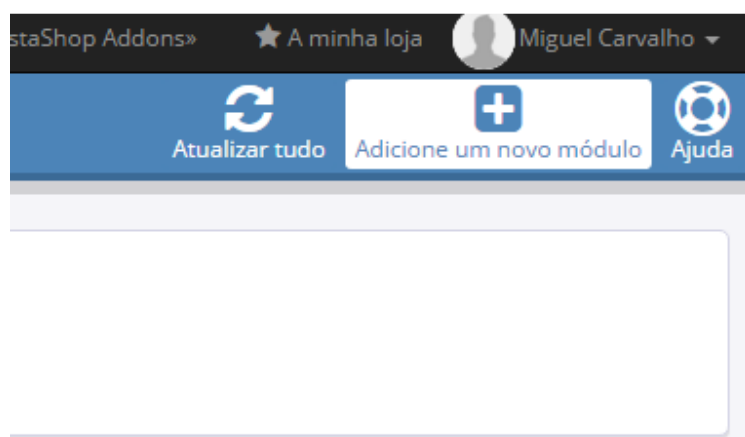 staShop Addons»
A minha loja
Miguel Carvalho
Atualizar tudo
Adicione um novo módulo
Ajuda